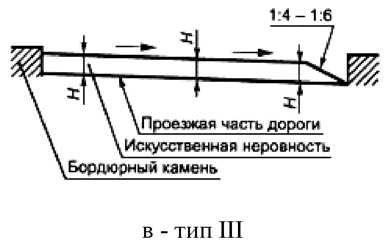 1:4 – 1:6
H
H
H
Проезжая часть дороги
Искусственная неровность
Бордюрный камень
в - тип III